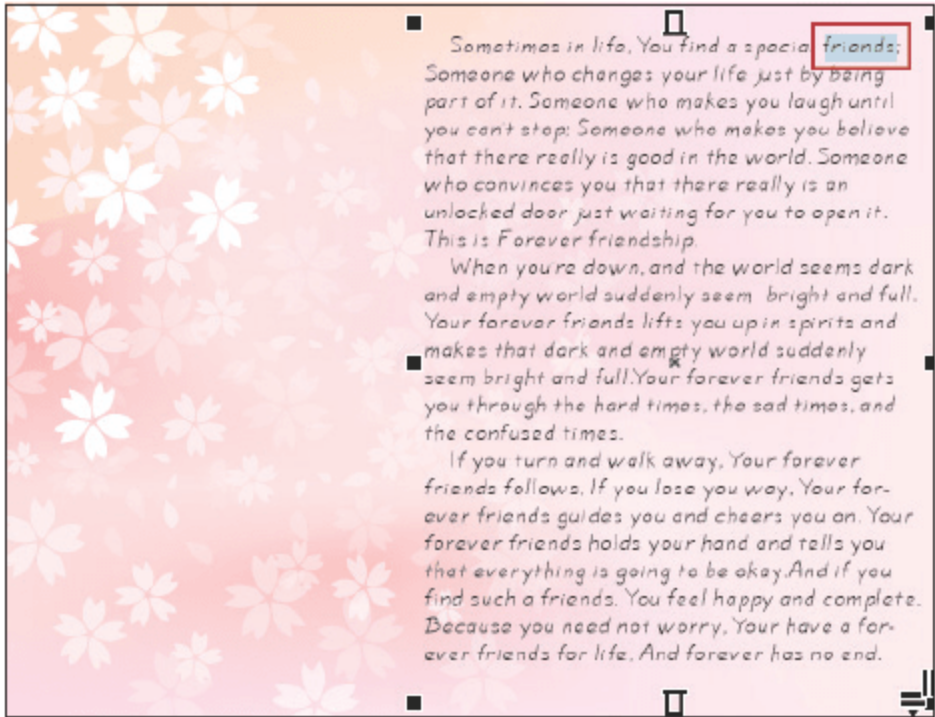 Sometimes in life, You find a special friends;
Someone who changes your life just by being
part of it. Someone who makes you laugh until
you can't stop; Someone who makes you believe
that there really is good in the world. Someone
who convinces you that there really is an
unlocked door just waiting for you to open it.
This is Forever friendship.
When you're down, and the world seems dark
and empty world suddenly seem bright and full.
Your forever friends lifts you up in spirits and
makes that dark and empty world suddenly
seem bright and full.Your forever friends gets
you through the hard times, the sad times, and
the confused times.
If you turn and walk away, Your forever
friends follows, If you lose you way, Your for-
ever friends guides you and cheers you on. Your
forever friends holds your hand and tells you
that everything is going to be okay.And if you
find such a friends. You feel happy and complete.
Because you need not worry, Your have a for-
ever friends for life, And forever has no end.